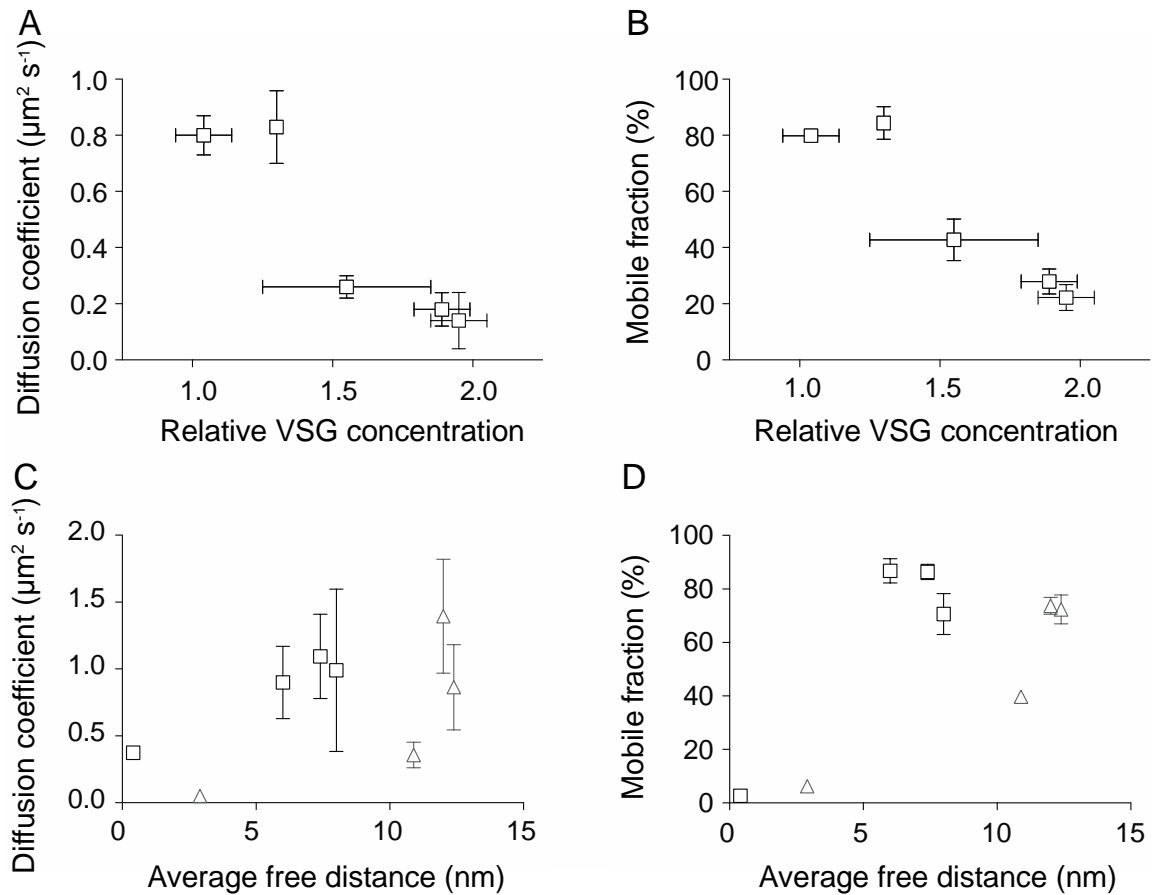 A
Diffusion coefficient (µm² s⁻¹)
1.0
0.8
0.6
0.4
0.2
0.0
1.0 1.5 2.0
Relative VSG concentration
B
Mobile fraction (%)
100
80
60
40
20
0
1.0 1.5 2.0
Relative VSG concentration
C
Diffusion coefficient (µm² s⁻¹)
2.0
1.5
1.0
0.5
0.0
0 5 10 15
Average free distance (nm)
D
Mobile fraction (%)
100
80
60
40
20
0
0 5 10 15
Average free distance (nm)